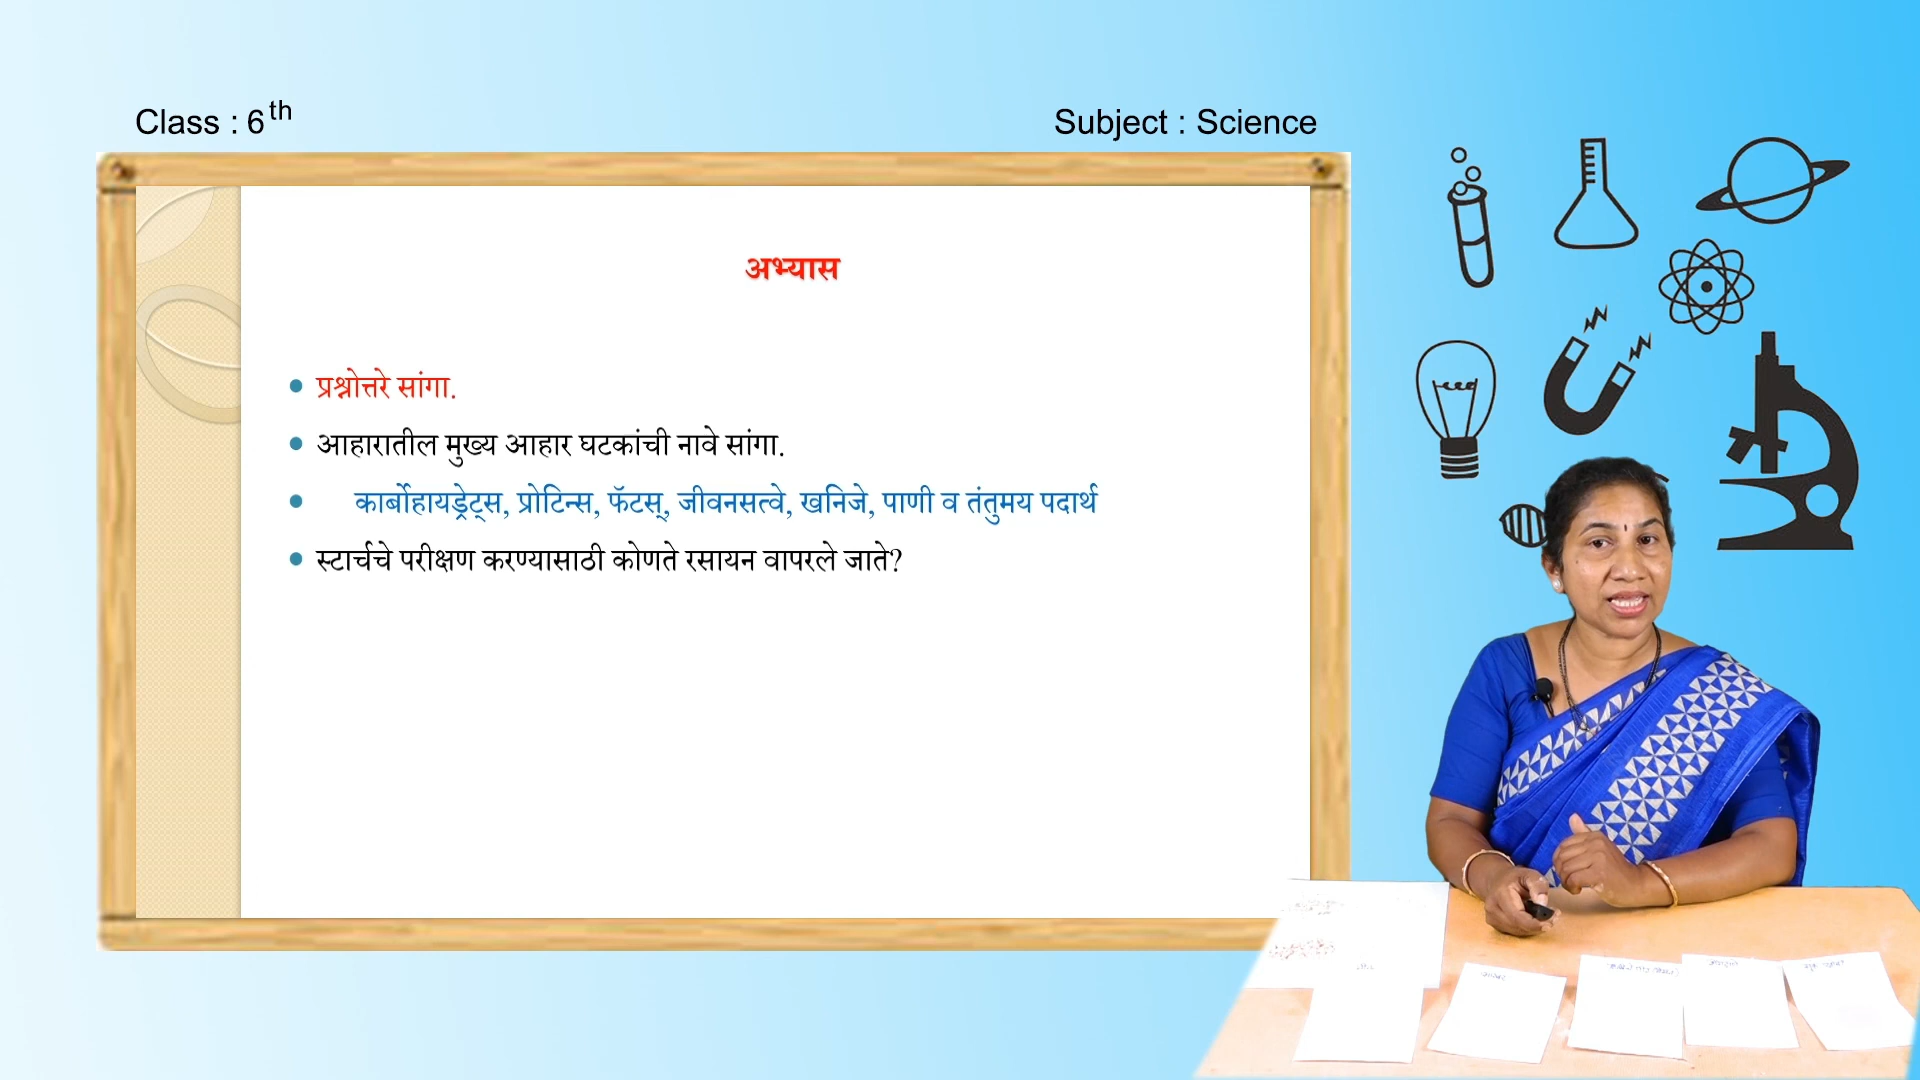 Class : 6th
Subject : Science
अभ्यास
प्रश्नोत्तरे सांगा.
आहारातील मुख्य आहार घटकांची नावे सांगा.
कार्बोहायड्रेट्स, प्रोटिन्स, फॅटस्, जीवनसत्वे, खनिजे, पाणी व तंतुमय पदार्थ
स्टार्चचे परीक्षण करण्यासाठी कोणते रसायन वापरले जाते?